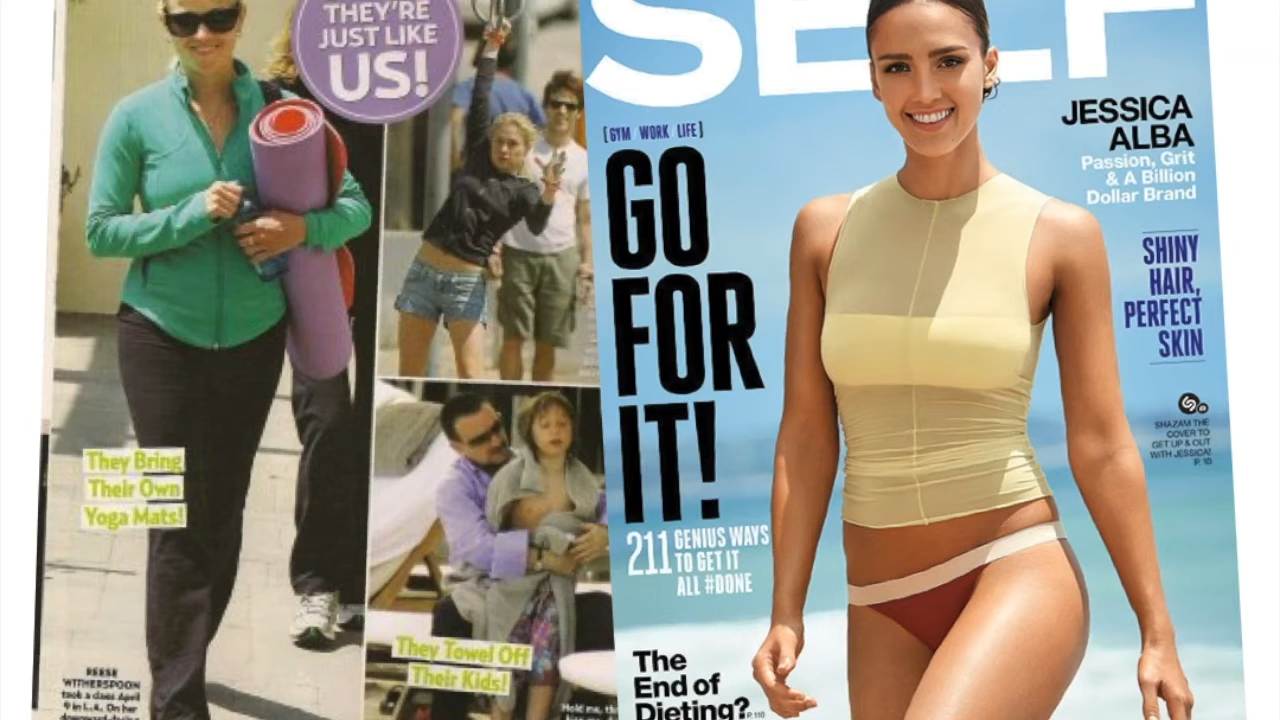 THEY'RE
JUST LIKE
US!
They Bring
Their Own
Yoga Mats!
REESE
WITHERSPOON
took a class April
9 in L.A. On her
They Towel Off
Their Kids!
SELF
[GYM WORK LIFE]
GO
FOR
IT!
211 GENIUS WAYS
TO GET IT
ALL #DONE
The
End of
Dieting? P. 110
JESSICA
ALBA
Passion, Grit
& A Billion
Dollar Brand
SHINY
HAIR,
PERFECT
SKIN
SHAZAM THE
COVER TO
GET UP & OUT
WITH JESSICA!
P. 10